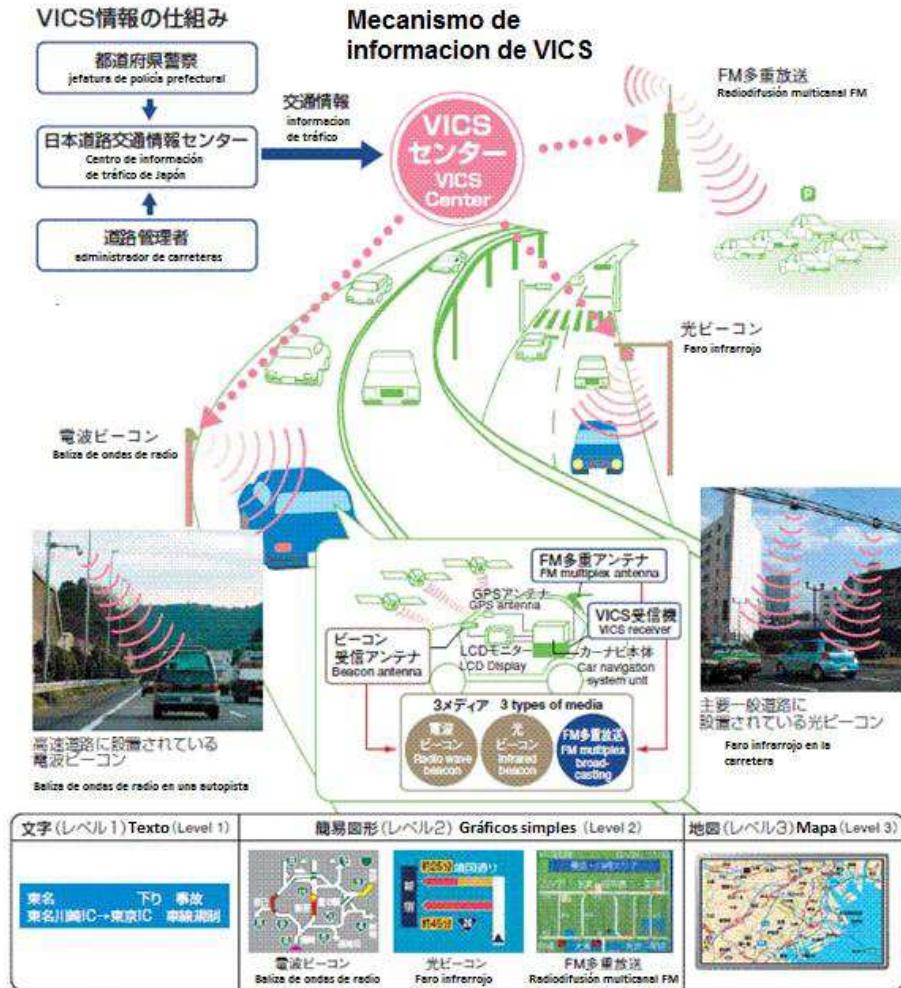 VICS情報の仕組み
Mecanismo de
informacion de VICS
都道府県警察
jefatura de policía prefectural
日本道路交通情報センター
Centro de información
de tráfico de Japón
道路管理者
administrador de carreteras
交通情報
informacion
de tráfico
VICS
センター
VICS
Center
FM多重放送
Radiodifusión multicanal FM
P
光ビーコン
Faro infrarrojo
電波ビーコン
Baliza de ondas de radio
FM多重アンテナ
FM multiplex antenna
GPSアンテナ
GPS antenna
VICS受信機
VICS receiver
ビーコン
受信アンテナ
Beacon antenna
LCDモニター
LCD Display
カーナビ本体
Car navigation
system unit
3メディア 3 types of media
電波
ビーコン
Radio wave
beacon
光
ビーコン
Infrared
beacon
FM多重放送
FM multiplex
broad-
casting
高速道路に設置されている
電波ビーコン
Baliza de ondas de radio en una autopista
主要一般道路に
設置されている光ビーコン
Faro infrarrojo en la
carretera
文字(レベル1) Texto (Level 1)
簡易図形(レベル2) Gráficos simples (Level 2)
地図(レベル3) Mapa (Level 3)
東名 下り 事故
東名川崎IC→東京IC 車線規制
電波ビーコン
Baliza de ondas de radio
約25分 靖国通り
新宿
約45分 20
光ビーコン
Faro infrarrojo
FM多重放送
Radiodifusión multicanal FM